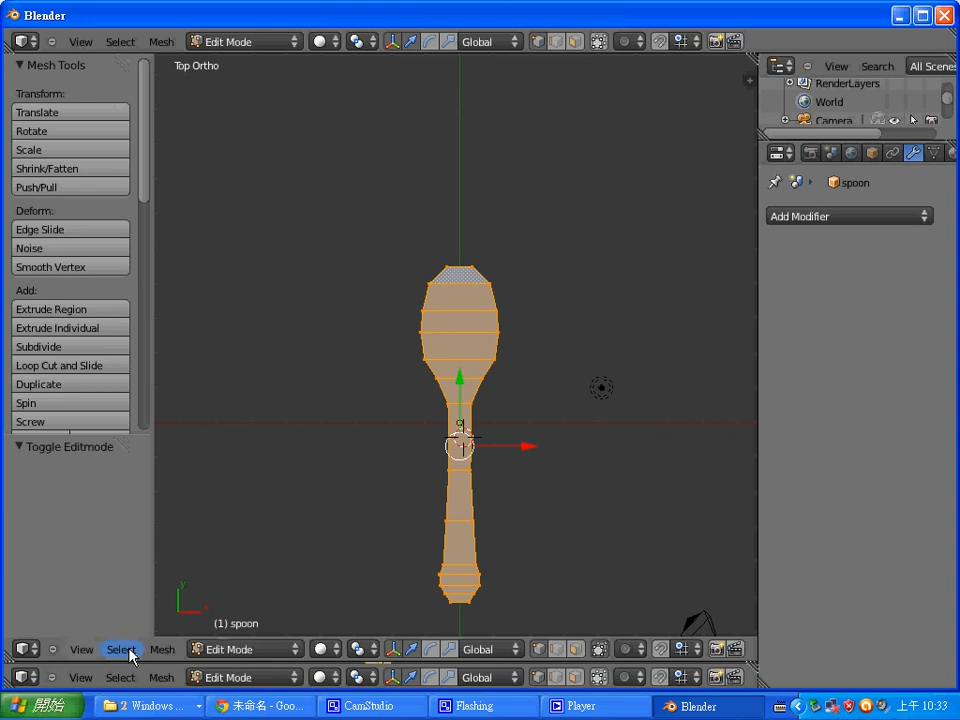 Blender
View Select Mesh Edit Mode Global
View Search All Scenes
Mesh Tools
Top Ortho
RenderLayers
World
Camera
Transform:
Translate
Rotate
Scale
Shrink/Fatten
Push/Pull
spoon
Add Modifier
Deform:
Edge Slide
Noise
Smooth Vertex
Add:
Extrude Region
Extrude Individual
Subdivide
Loop Cut and Slide
Duplicate
Spin
Screw
Toggle Editmode
y
(1) spoon
View Select Mesh Edit Mode Global
View Select Mesh Edit Mode Global
開始 2 Windows ... 未命名 - Goo... CamStudio Flashing Player Blender 上午 10:33